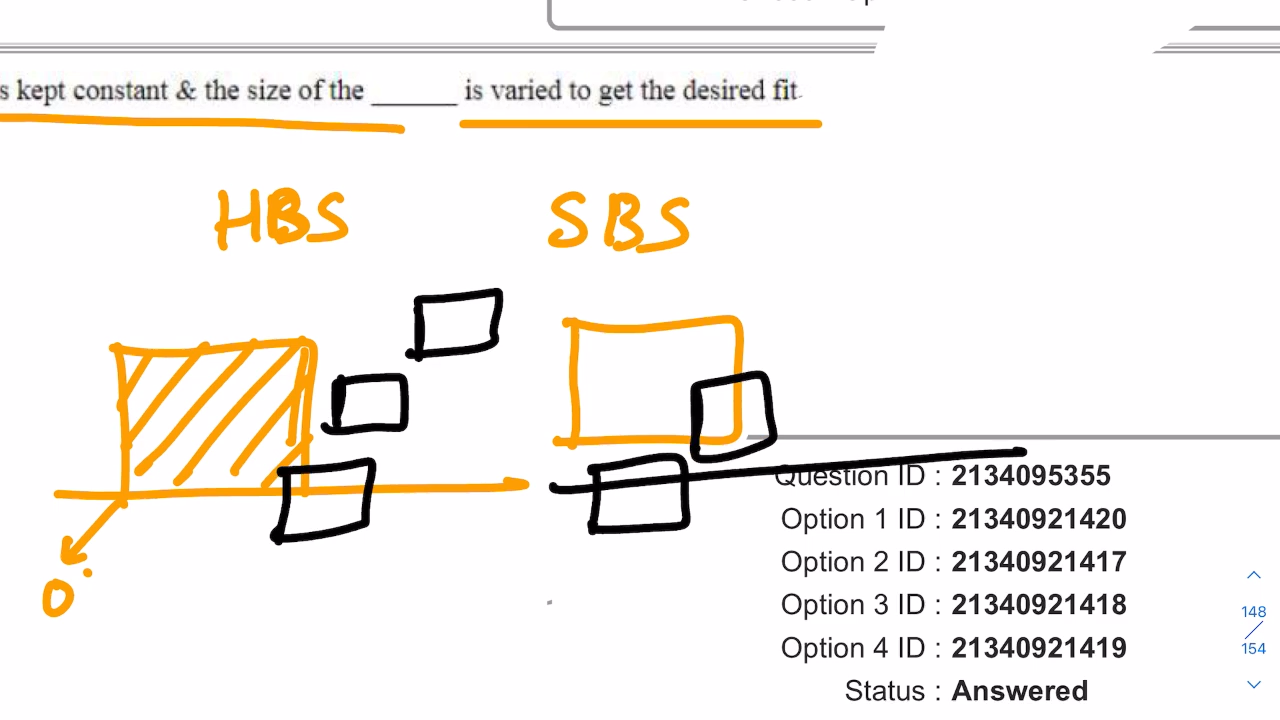 s kept constant & the size of the ______ is varied to get the desired fit.
HBS SBS
Question ID : 2134095355
Option 1 ID : 21340921420
Option 2 ID : 21340921417
Option 3 ID : 21340921418
Option 4 ID : 21340921419
Status : Answered
0
148
154